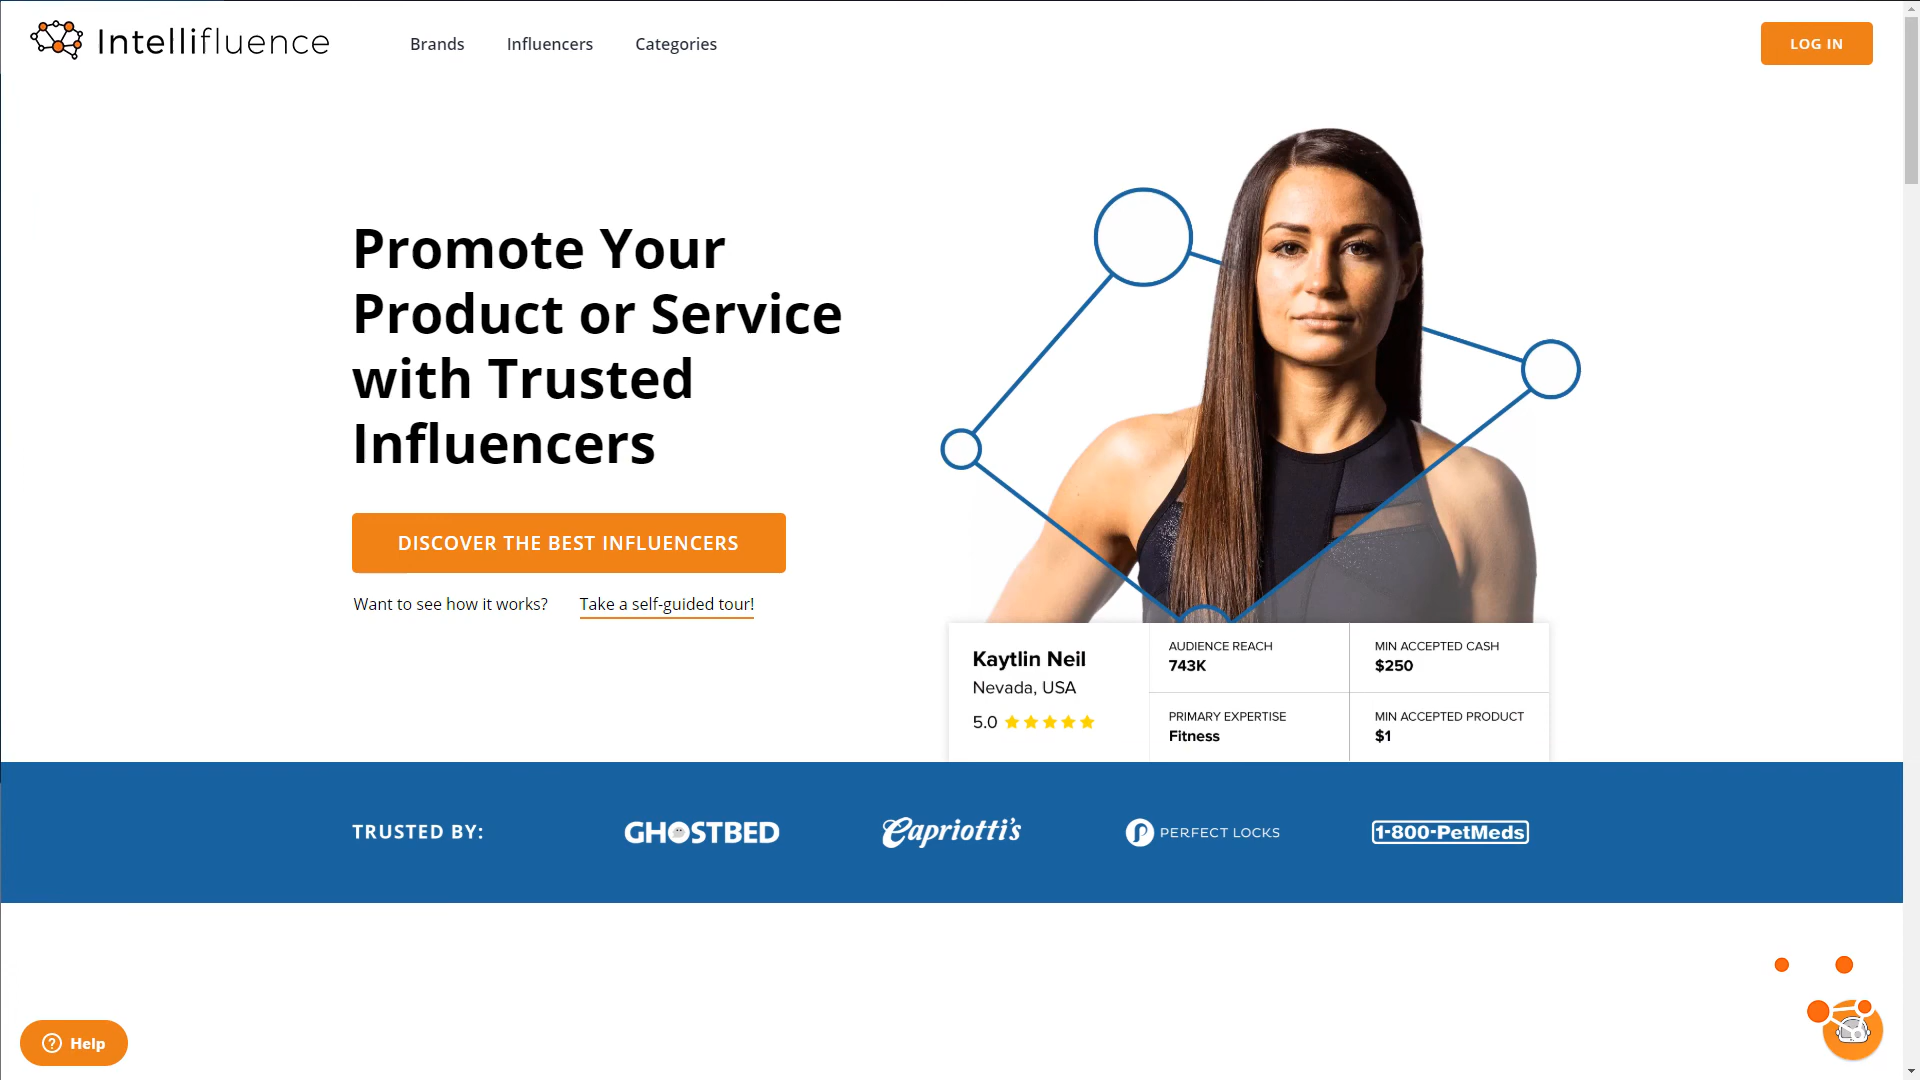 Intellifluence
Brands
Influencers
Categories
LOG IN
Promote Your
Product or Service
with Trusted
Influencers
DISCOVER THE BEST INFLUENCERS
Want to see how it works?
Take a self-guided tour!
Kaytlin Neil
Nevada, USA
5.0
AUDIENCE REACH
743K
MIN ACCEPTED CASH
$250
PRIMARY EXPERTISE
Fitness
MIN ACCEPTED PRODUCT
$1
TRUSTED BY:
GHOSTBED
Capriotti's
PERFECT LOCKS
1-800-PetMeds
Help